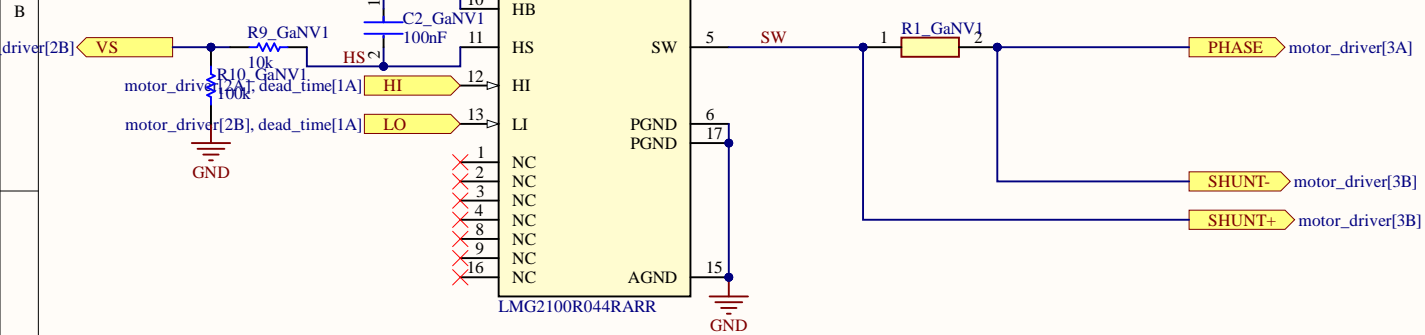 B
10
HB
1
C2_GaNV1
100nF
2
driver[2B]
VS
R9_GaNV1
10k
HS
11
HS
R10_GaNV1
100k
motor_driver[2A], dead_time[1A]
HI
12
HI
motor_driver[2B], dead_time[1A]
LO
13
LI
GND
1
NC
2
NC
3
NC
4
NC
8
NC
9
NC
16
NC
SW
5
SW
PGND
6
PGND
17
AGND
15
GND
LMG2100R044RARR
1
R1_GaNV1
2
PHASE
motor_driver[3A]
SHUNT-
motor_driver[3B]
SHUNT+
motor_driver[3B]